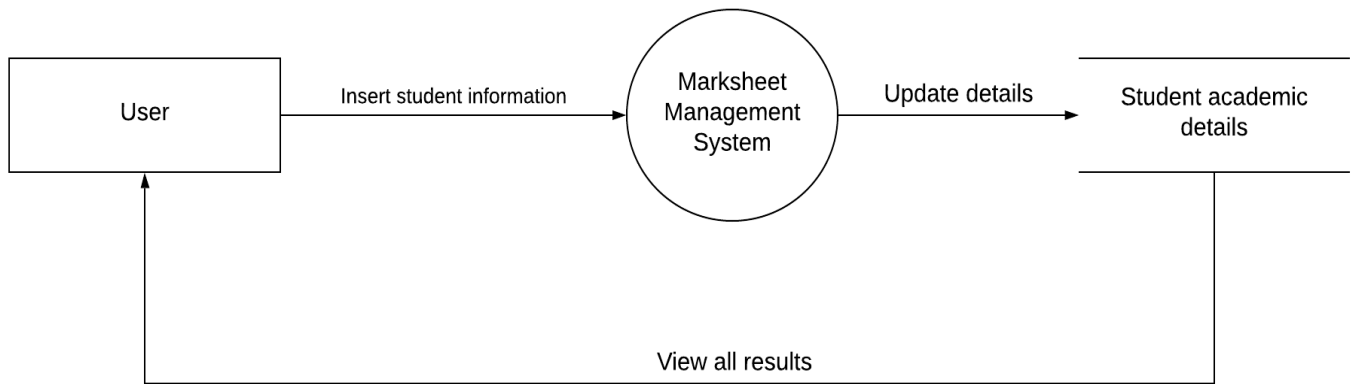 User
Insert student information
Marksheet
Management
System
Update details
Student academic
details
View all results